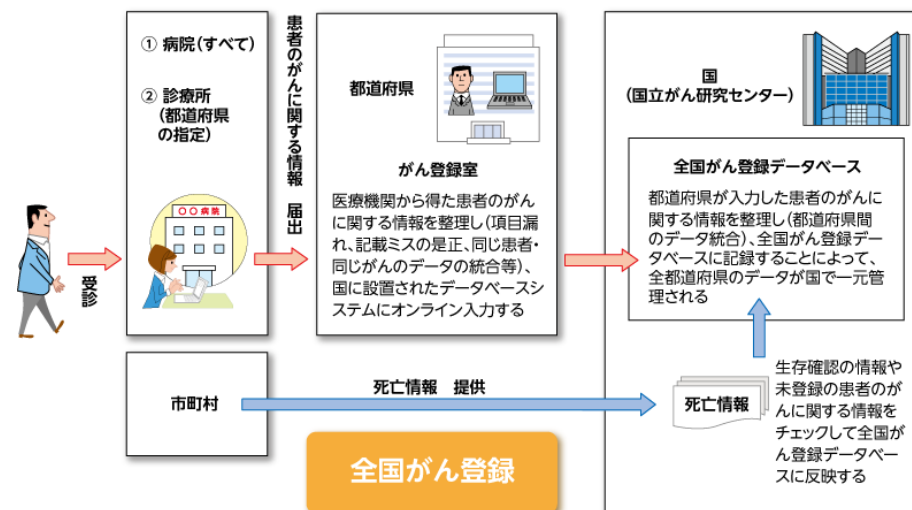 ① 病院(すべて)
② 診療所
(都道府県
の指定)
○○病院
受診
患者のがんに関する情報 届出
都道府県
がん登録室
医療機関から得た患者のがん
に関する情報を整理し(項目漏
れ、記載ミスの是正、同じ患者・
同じがんのデータの統合等)、
国に設置されたデータベースシ
ステムにオンライン入力する
国
(国立がん研究センター)
全国がん登録データベース
都道府県が入力した患者のがんに
関する情報を整理し(都道府県間
のデータ統合)、全国がん登録デー
タベースに記録することによって、
全都道府県のデータが国で一元管
理される
市町村
死亡情報 提供
死亡情報
生存確認の情報や
未登録の患者のが
んに関する情報を
チェックして全国が
ん登録データベー
スに反映する
全国がん登録